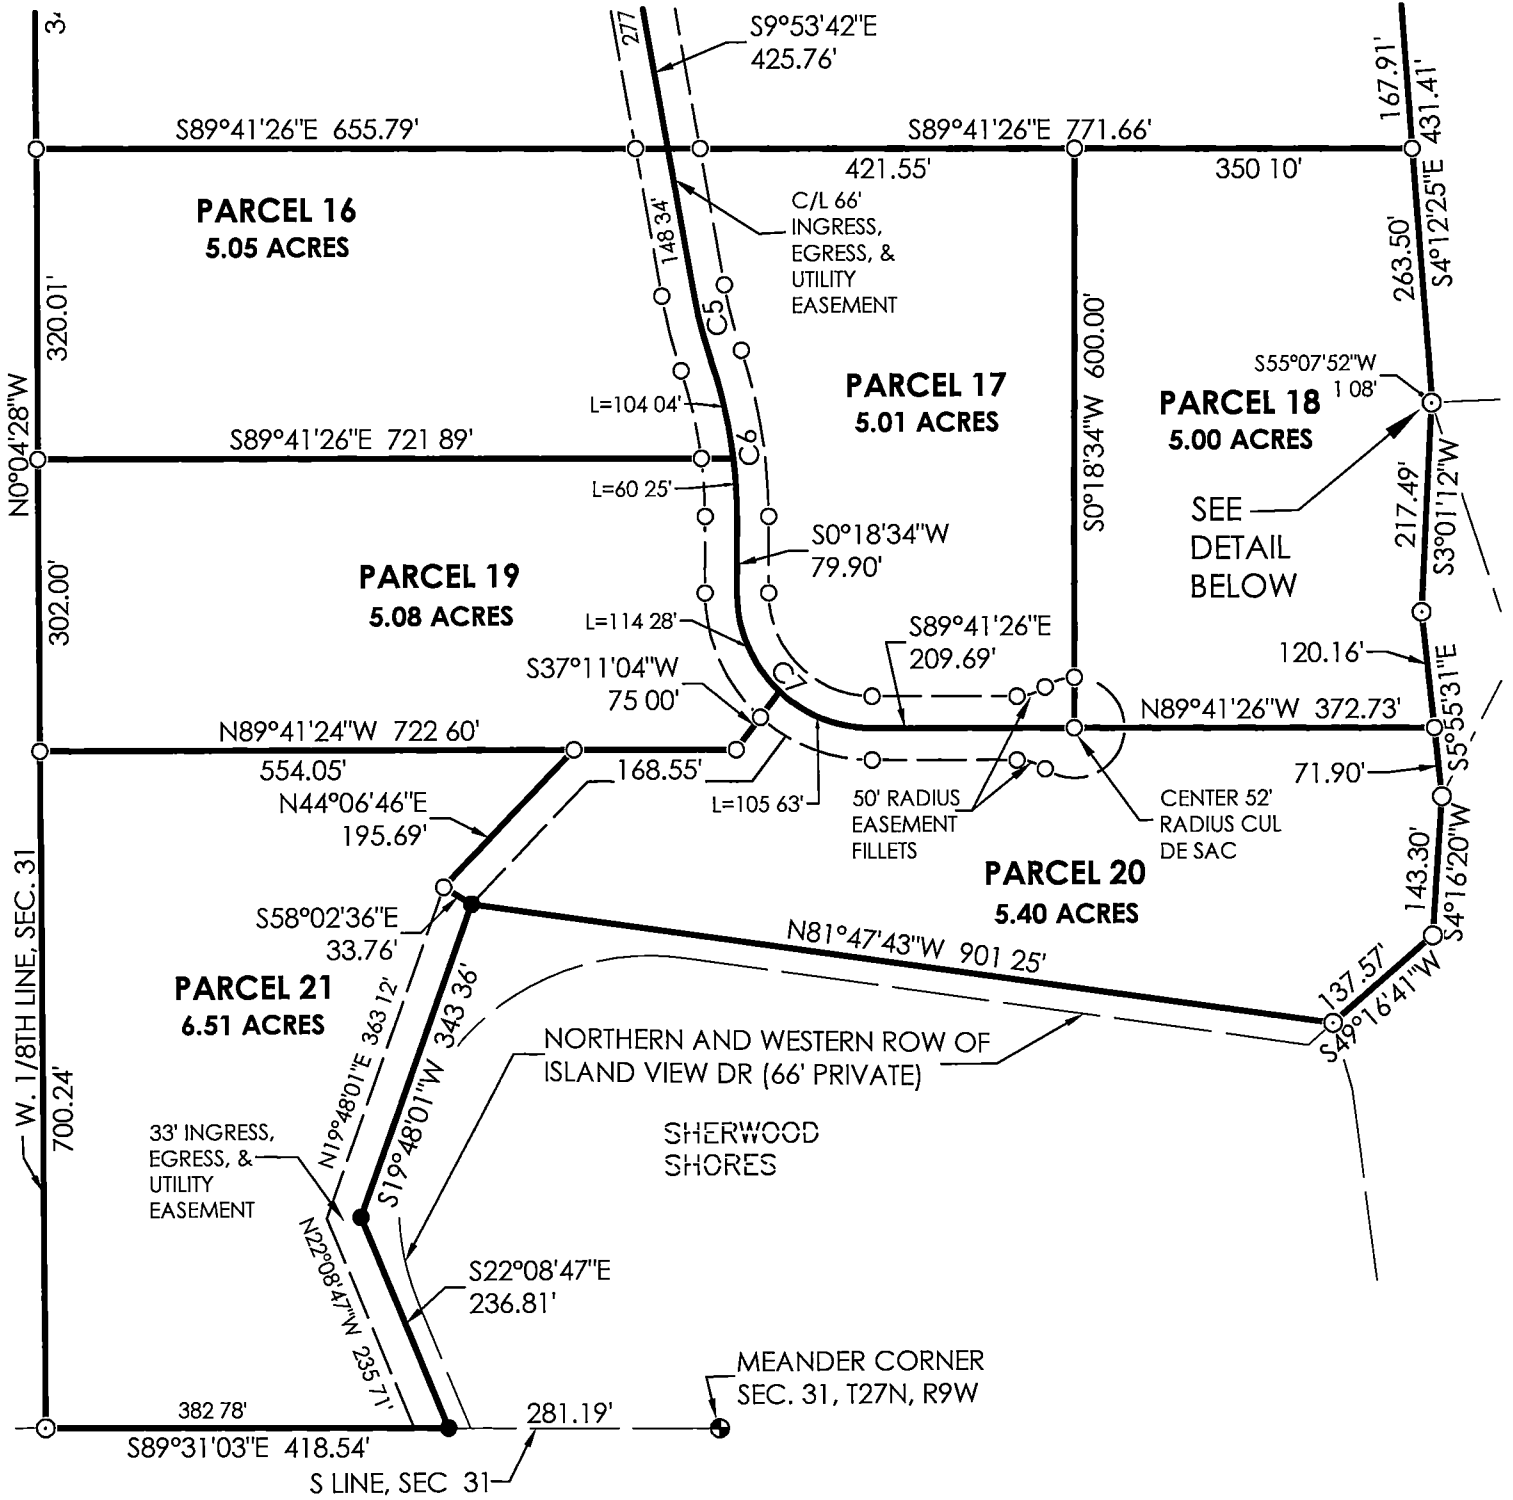 277
S9°53'42"E
425.76'
167.91'
S4°12'25"E 431.41'
S89°41'26"E 655.79'
S89°41'26"E 771.66'
421.55'
350 10'
PARCEL 16
5.05 ACRES
148 34'
C/L 66'
INGRESS,
EGRESS, &
UTILITY
EASEMENT
263.50'
320.01'
C5
S0°18'34"W 600.00'
S55°07'52"W
1 08'
PARCEL 17
5.01 ACRES
PARCEL 18
5.00 ACRES
L=104 04'
N0°04'28"W
S89°41'26"E 721 89'
C6
L=60 25'
SEE
DETAIL
BELOW
217.49'
S3°01'12"W
S0°18'34"W
79.90'
PARCEL 19
5.08 ACRES
302.00'
L=114 28'
S89°41'26"E
209.69'
120.16'
S37°11'04"W
75 00'
C7
N89°41'24"W 722 60'
554.05'
168.55'
N89°41'26"W 372.73'
S5°55'31"E
71.90'
N44°06'46"E
195.69'
L=105 63'
50' RADIUS
EASEMENT
FILLETS
CENTER 52'
RADIUS CUL
DE SAC
PARCEL 20
5.40 ACRES
143.30'
S4°16'20"W
W. 1/8TH LINE, SEC. 31
S58°02'36"E
33.76'
N81°47'43"W 901 25'
137.57'
S49°16'41"W
PARCEL 21
6.51 ACRES
N19°48'01"E 363 12'
S19°48'01"W 343 36'
NORTHERN AND WESTERN ROW OF
ISLAND VIEW DR (66' PRIVATE)
700.24'
SHERWOOD
SHORES
33' INGRESS,
EGRESS, &
UTILITY
EASEMENT
N22°08'47"W 235 71'
S22°08'47"E
236.81'
MEANDER CORNER
SEC. 31, T27N, R9W
382 78'
281.19'
S89°31'03"E 418.54'
S LINE, SEC 31